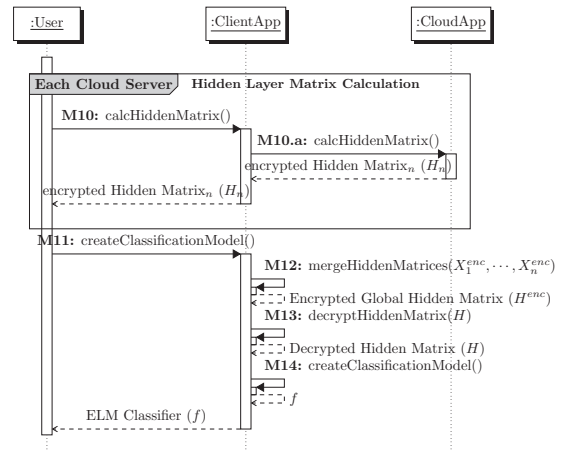 :User
:ClientApp
:CloudApp
Each Cloud Server
Hidden Layer Matrix Calculation
M10: calcHiddenMatrix()
M10.a: calcHiddenMatrix()
encrypted Hidden Matrixₙ (Hₙ)
encrypted Hidden Matrixₙ (Hₙ)
M11: createClassificationModel()
M12: mergeHiddenMatrices(X₁ᵉⁿᶜ, ⋯, Xₙᵉⁿᶜ)
Encrypted Global Hidden Matrix (Hᵉⁿᶜ)
M13: decryptHiddenMatrix(H)
Decrypted Hidden Matrix (H)
M14: createClassificationModel()
f
ELM Classifier (f)